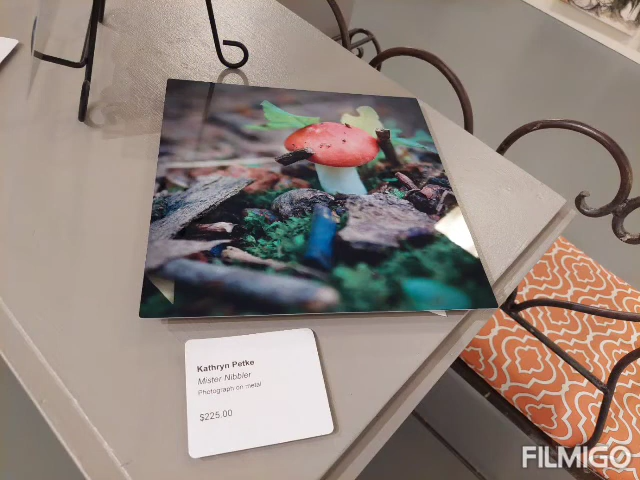 Kathryn Petke
Mister Nibbler
Photograph on metal
$225.00
FILMIGO